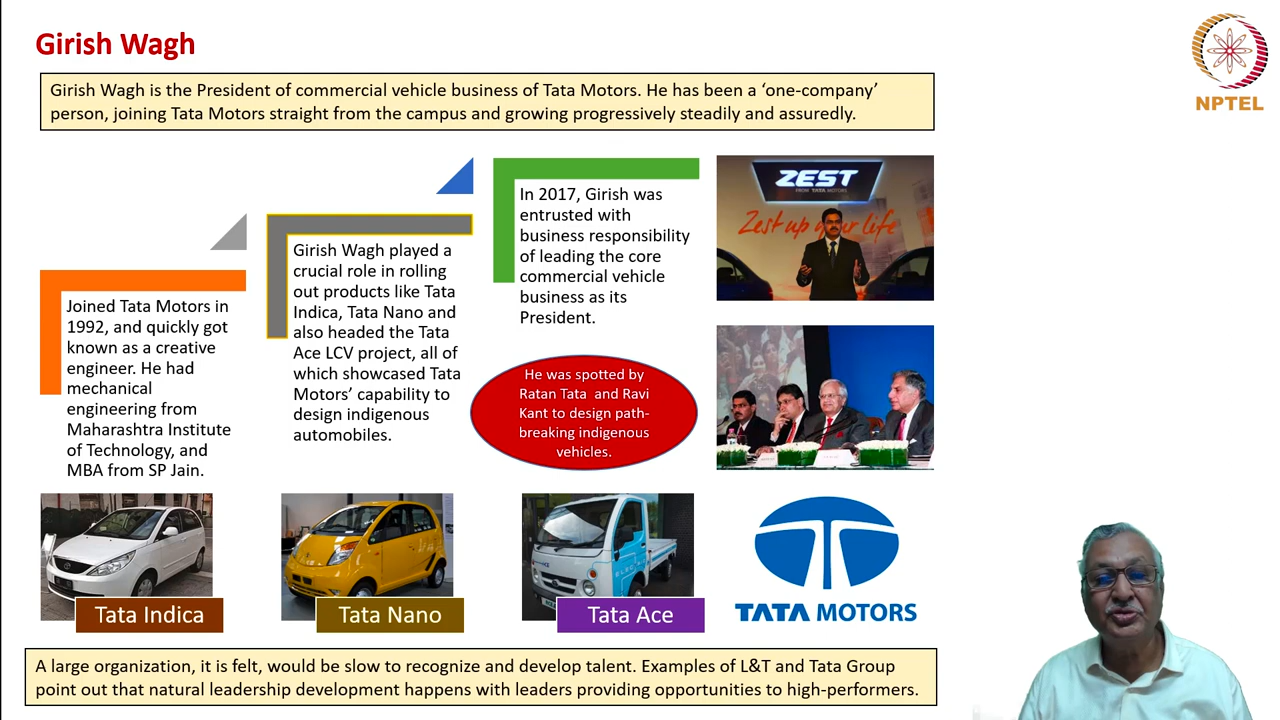 Girish Wagh
NPTEL
Girish Wagh is the President of commercial vehicle business of Tata Motors. He has been a ‘one-company’
person, joining Tata Motors straight from the campus and growing progressively steadily and assuredly.
Joined Tata Motors in
1992, and quickly got
known as a creative
engineer. He had
mechanical
engineering from
Maharashtra Institute
of Technology, and
MBA from SP Jain.
Girish Wagh played a
crucial role in rolling
out products like Tata
Indica, Tata Nano and
also headed the Tata
Ace LCV project, all of
which showcased Tata
Motors’ capability to
design indigenous
automobiles.
In 2017, Girish was
entrusted with
business responsibility
of leading the core
commercial vehicle
business as its
President.
He was spotted by
Ratan Tata and Ravi
Kant to design path-
breaking indigenous
vehicles.
ZEST
FROM TATA MOTORS
Zest up your life
Tata Indica
Tata Nano
Tata Ace
TATA MOTORS
A large organization, it is felt, would be slow to recognize and develop talent. Examples of L&T and Tata Group
point out that natural leadership development happens with leaders providing opportunities to high-performers.